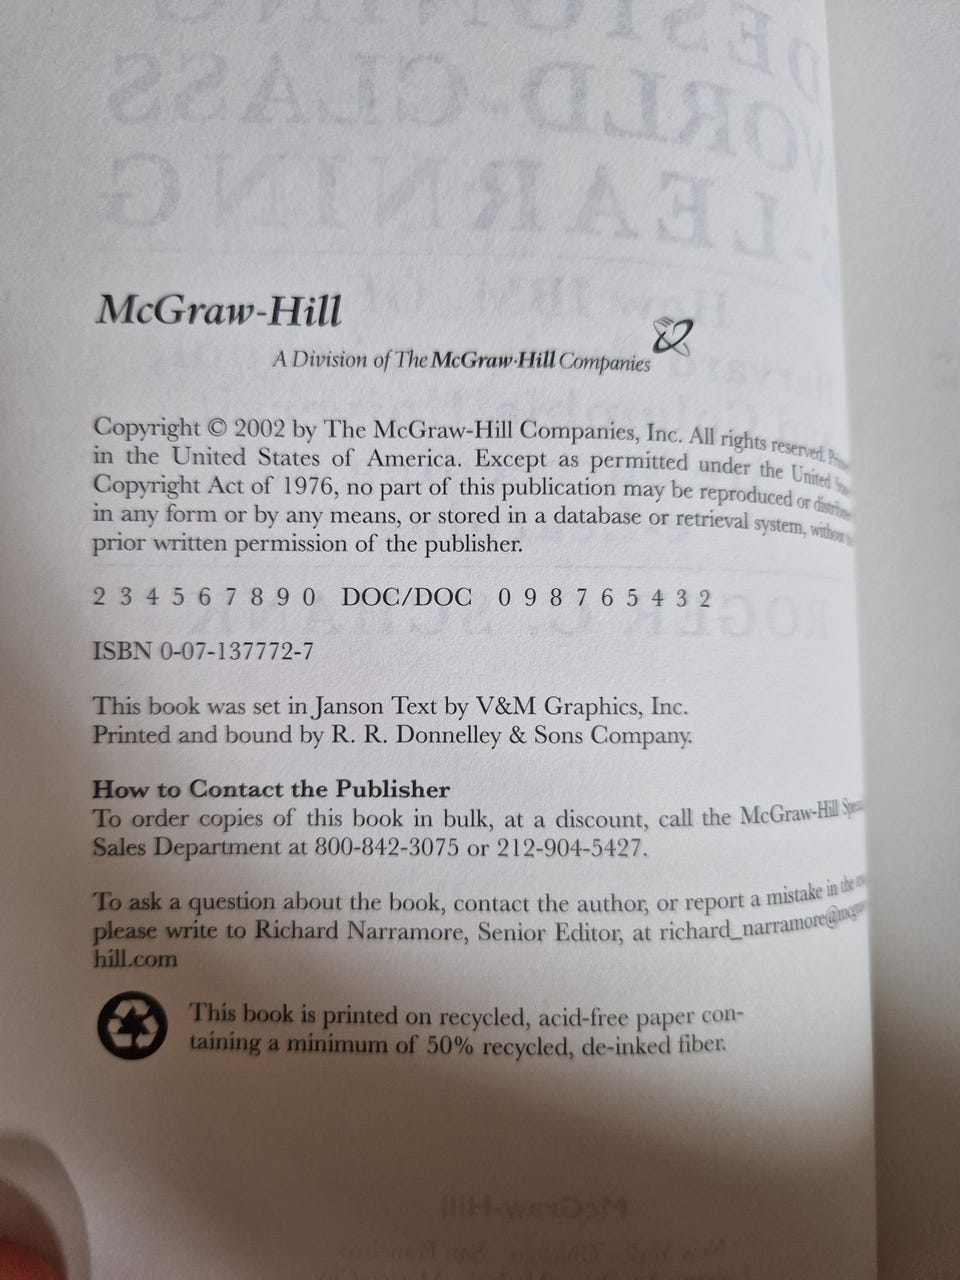 McGraw-Hill
A Division of The McGraw·Hill Companies
Copyright © 2002 by The McGraw-Hill Companies, Inc. All rights reserved.
in the United States of America. Except as permitted under the United
Copyright Act of 1976, no part of this publication may be reproduced or
in any form or by any means, or stored in a database or retrieval system, without
prior written permission of the publisher.
2 3 4 5 6 7 8 9 0 DOC/DOC 0 9 8 7 6 5 4 3 2
ISBN 0-07-137772-7
This book was set in Janson Text by V&M Graphics, Inc.
Printed and bound by R. R. Donnelley & Sons Company.
How to Contact the Publisher
To order copies of this book in bulk, at a discount, call the McGraw-Hill
Sales Department at 800-842-3075 or 212-904-5427.
To ask a question about the book, contact the author, or report a mistake in the
please write to Richard Narramore, Senior Editor, at
hill.com
This book is printed on recycled, acid-free paper con-
taining a minimum of 50% recycled, de-inked fiber.